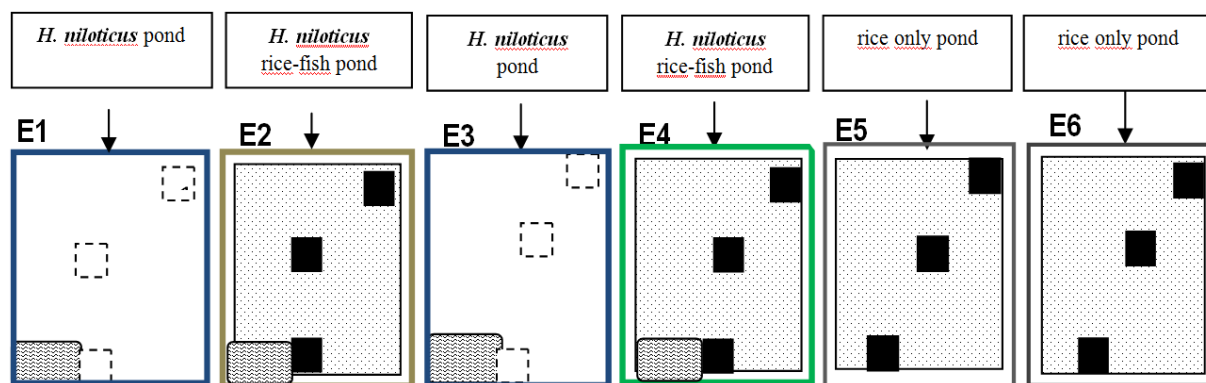 H. niloticus pond
H. niloticus
rice-fish pond
H. niloticus
pond
H. niloticus
rice-fish pond
rice only pond
rice only pond
E1
E2
E3
E4
E5
E6